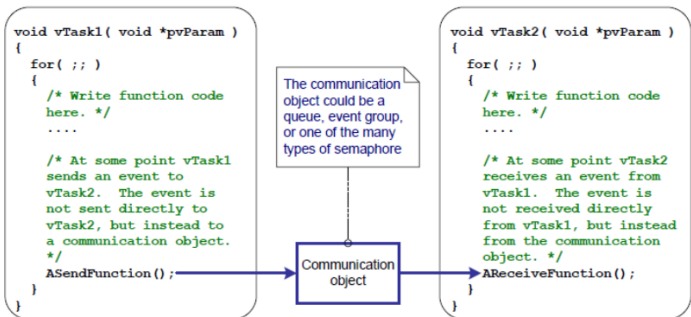 void vTask1( void *pvParam )
{
for( ;; )
{
/* Write function code
here. */
....
/* At some point vTask1
sends an event to
vTask2. The event is
not sent directly to
vTask2, but instead to
a communication object.
*/
ASendFunction();
}
}
The communication
object could be a
queue, event group,
or one of the many
types of semaphore
Communication
object
void vTask2( void *pvParam )
{
for( ;; )
{
/* Write function code
here. */
....
/* At some point vTask2
receives an event from
vTask1. The event is
not received directly
from vTask1, but instead
from the communication
object. */
AReceiveFunction();
}
}